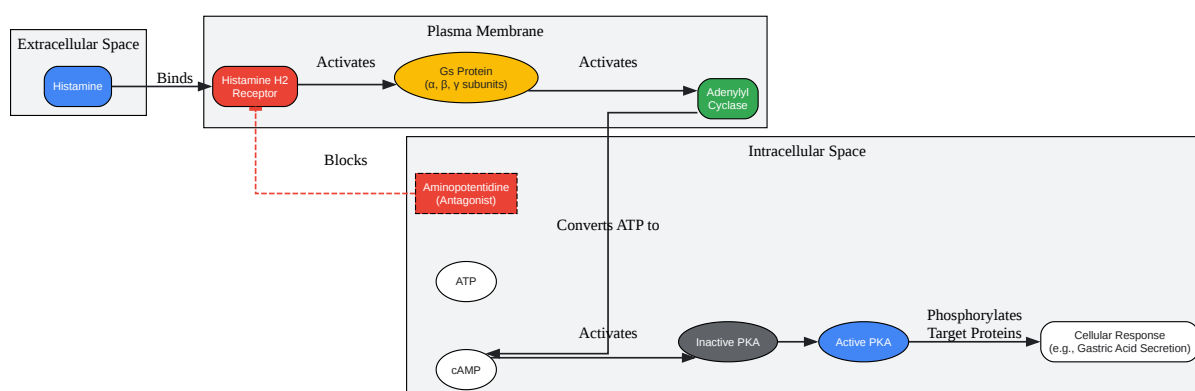 Plasma Membrane
Extracellular Space
Histamine
Binds
Histamine H2
Receptor
Activates
Gs Protein
(α, β, γ subunits)
Activates
Adenylyl
Cyclase
Intracellular Space
Blocks
Aminopotentidine
(Antagonist)
Converts ATP to
ATP
cAMP
Activates
Inactive PKA
Active PKA
Phosphorylates
Target Proteins
Cellular Response
(e.g., Gastric Acid Secretion)